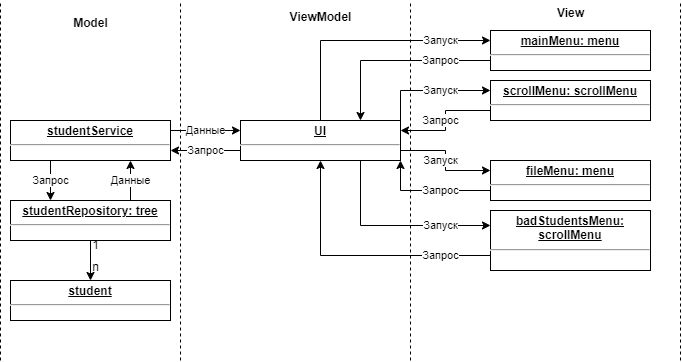 Model
ViewModel
View
mainMenu: menu
Запуск
Запрос
scrollMenu: scrollMenu
Запуск
Запрос
studentService
Данные
Запрос
UI
Запуск
fileMenu: menu
Запрос
Запрос
Данные
studentRepository: tree
badStudentsMenu:
scrollMenu
Запуск
Запрос
1
n
student